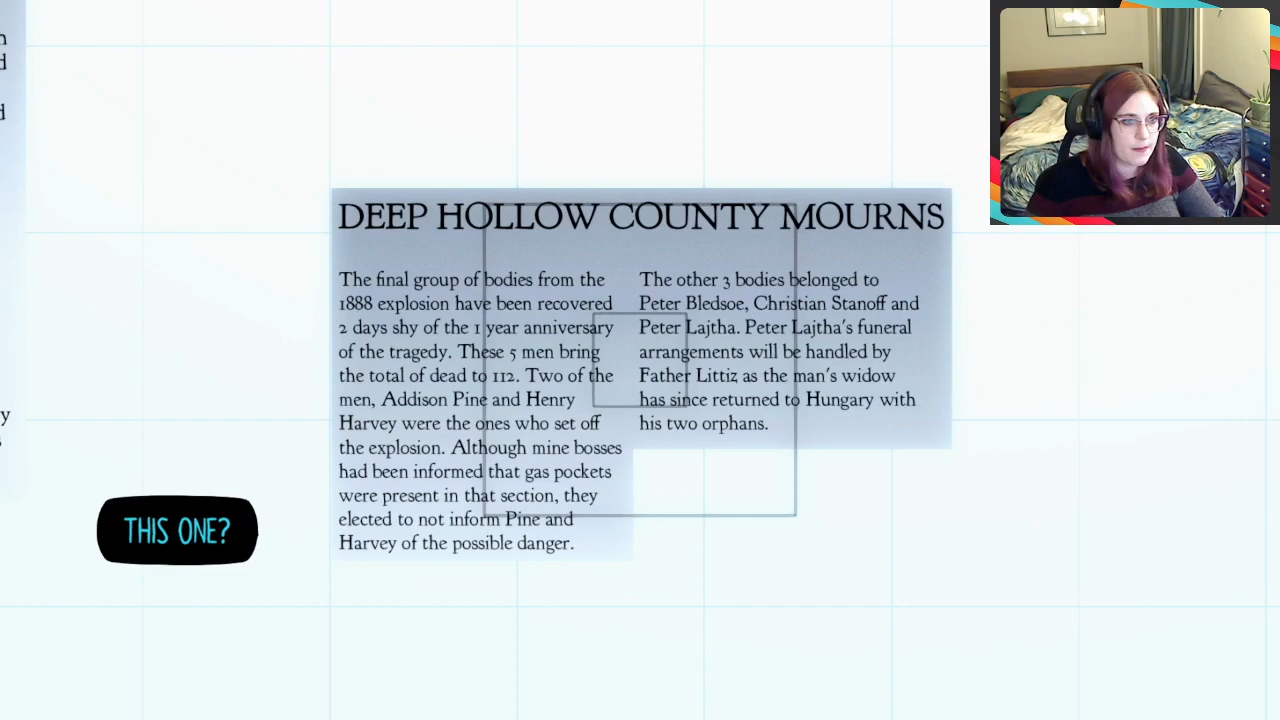 n
d
d
y
s
DEEP HOLLOW COUNTY MOURNS
The final group of bodies from the
1888 explosion have been recovered
2 days shy of the 1 year anniversary
of the tragedy. These 5 men bring
the total of dead to 112. Two of the
men, Addison Pine and Henry
Harvey were the ones who set off
the explosion. Although mine bosses
had been informed that gas pockets
were present in that section, they
elected to not inform Pine and
Harvey of the possible danger.
The other 3 bodies belonged to
Peter Bledsoe, Christian Stanoff and
Peter Lajtha. Peter Lajtha's funeral
arrangements will be handled by
Father Littiz as the man's widow
has since returned to Hungary with
his two orphans.
THIS ONE?